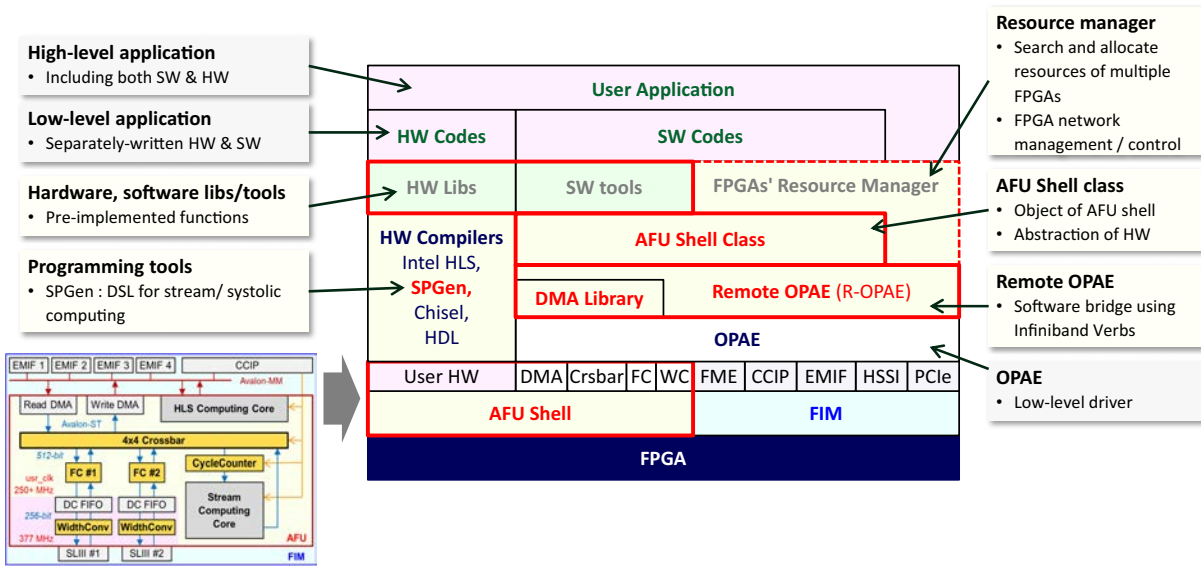 High-level application
• Including both SW & HW
Low-level application
• Separately-written HW & SW
Hardware, software libs/tools
• Pre-implemented functions
Programming tools
• SPGen : DSL for stream/ systolic
computing
User Application
HW Codes
SW Codes
HW Libs
SW tools
FPGAs' Resource Manager
HW Compilers
Intel HLS,
SPGen,
Chisel,
HDL
AFU Shell Class
DMA Library
Remote OPAE (R-OPAE)
OPAE
User HW
DMA
Crsbar
FC
WC
FME
CCIP
EMIF
HSSI
PCIe
AFU Shell
FIM
FPGA
Resource manager
• Search and allocate
resources of multiple
FPGAs
• FPGA network
management / control
AFU Shell class
• Object of AFU shell
• Abstraction of HW
Remote OPAE
• Software bridge using
Infiniband Verbs
OPAE
• Low-level driver
EMIF 1
EMIF 2
EMIF 3
EMIF 4
CCIP
Avalon-MM
Read DMA
Write DMA
HLS Computing Core
Avalon-ST
4x4 Crossbar
512-bit
FC #1
FC #2
CycleCounter
usr_clk
250+ MHz
DC FIFO
DC FIFO
Stream
Computing
Core
256-bit
WidthConv
WidthConv
377 MHz
AFU
SLIII #1
SLIII #2
FIM